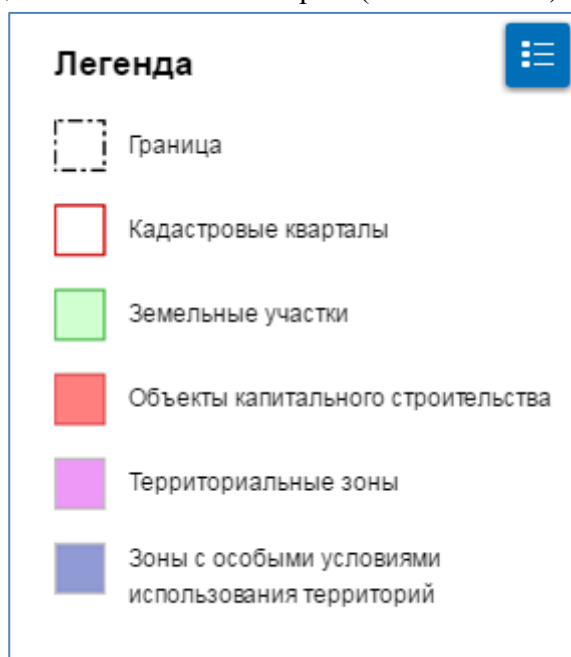 Легенда
Граница
Кадастровые кварталы
Земельные участки
Объекты капитального строительства
Территориальные зоны
Зоны с особыми условиями
использования территорий